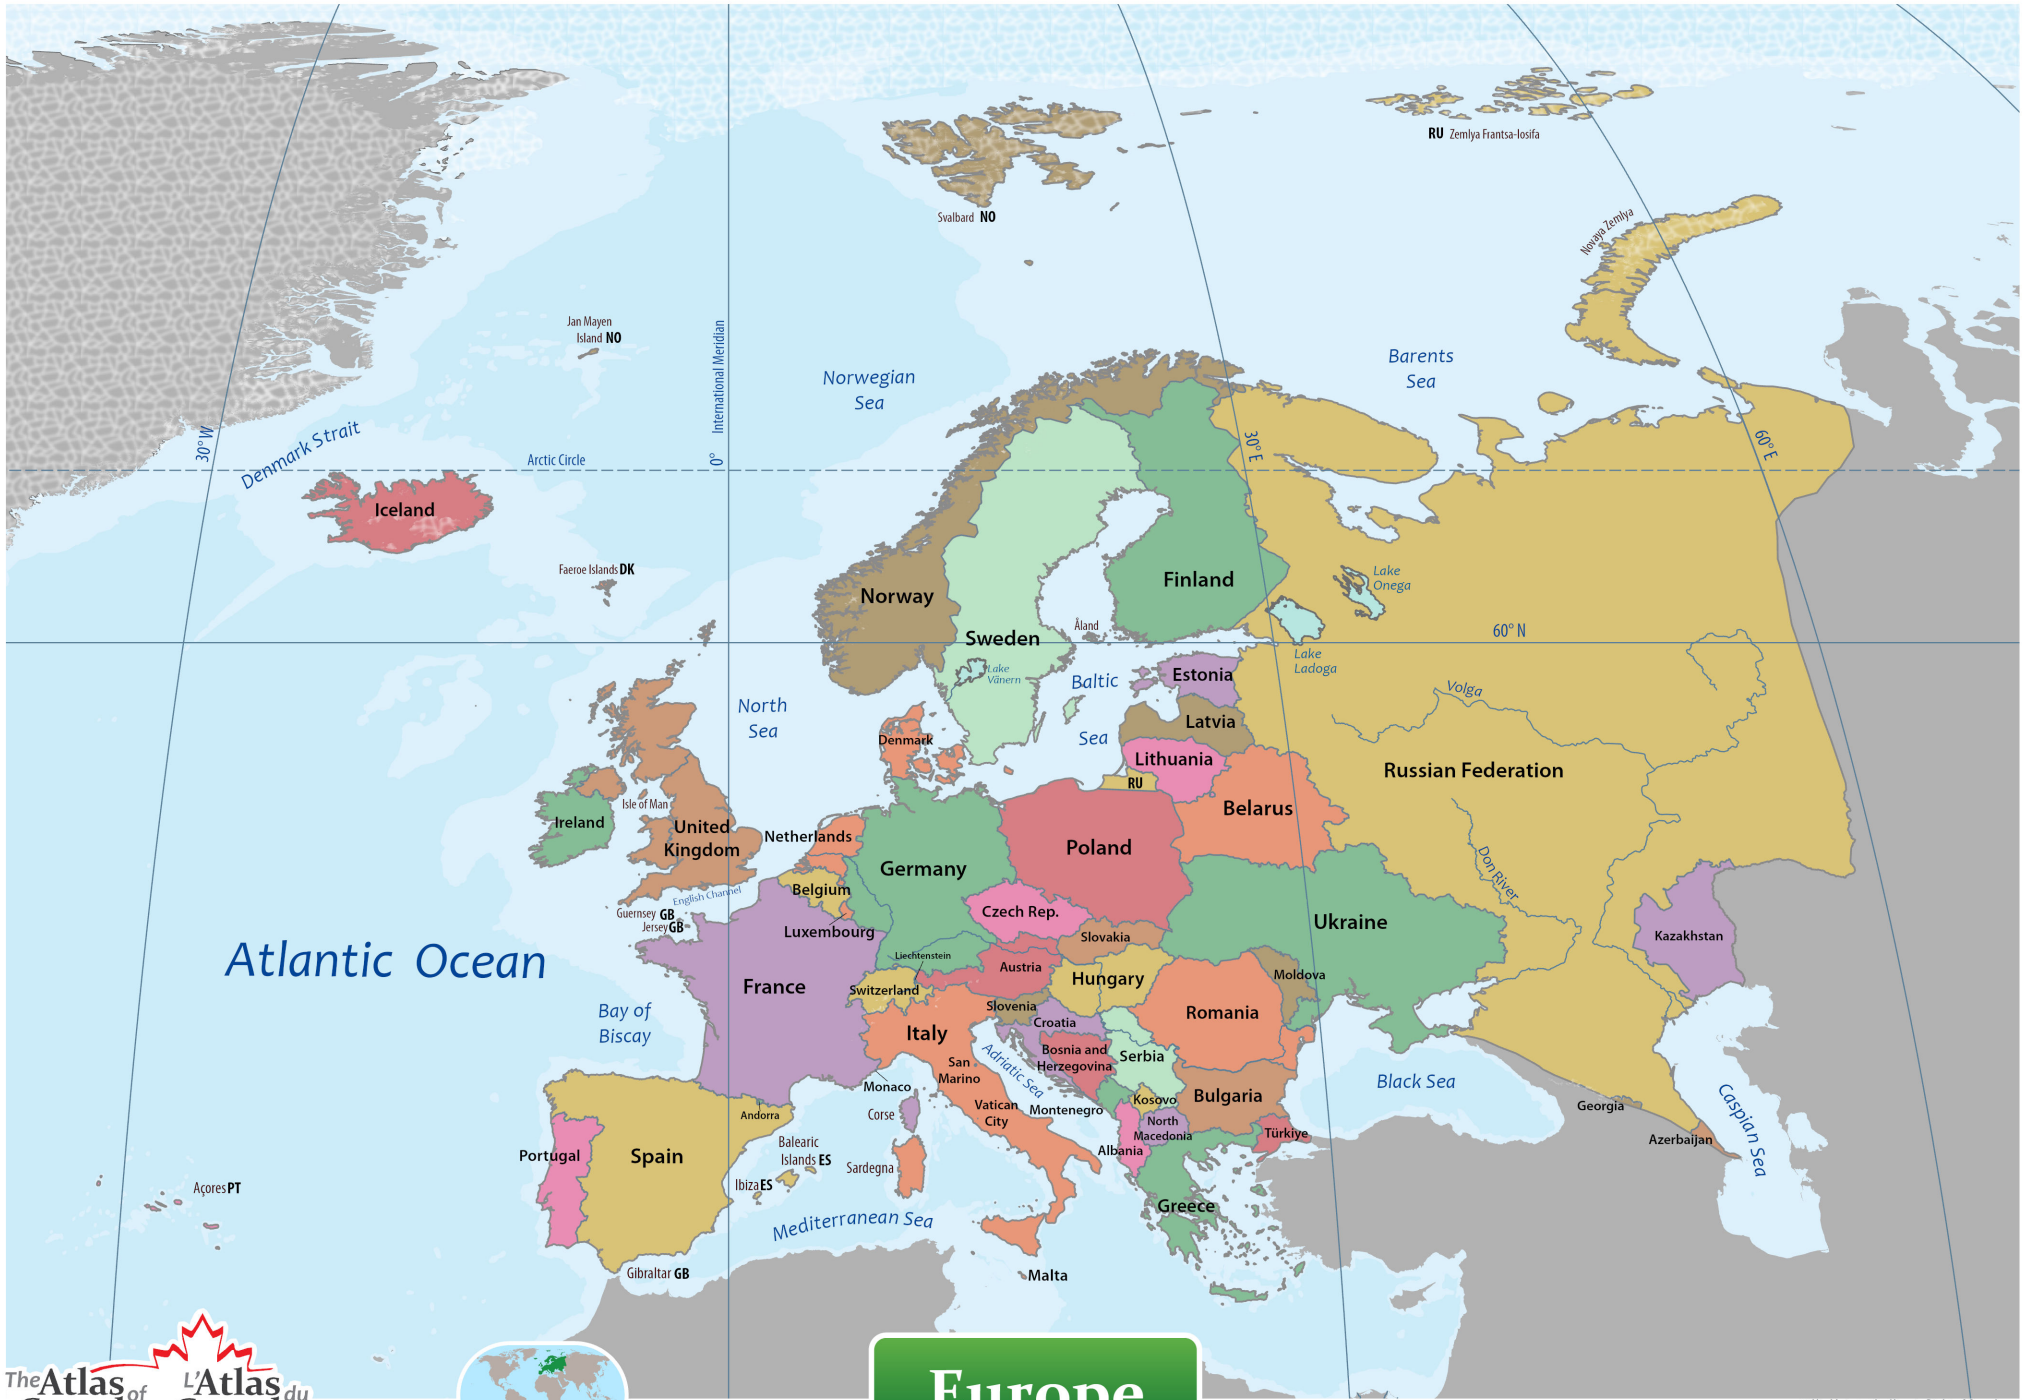 RU Zemlya Frantsa-Iosifa
Svalbard NO
Novaya Zemlya
Jan Mayen
Island NO
International Meridian
0°
Norwegian
Sea
Barents
Sea
30° W
Denmark Strait
Arctic Circle
30° E
60° E
Iceland
Faeroe Islands DK
Norway
Sweden
Finland
Åland
Lake
Onega
Lake
Ladoga
60° N
Lake
Vänern
Baltic
Sea
Estonia
Latvia
Lithuania
RU
Volga
North
Sea
Denmark
Russian Federation
Belarus
Isle of Man
Ireland
United
Kingdom
Netherlands
Germany
Poland
Don River
Belgium
English Channel
Guernsey GB
Jersey GB
Luxembourg
Czech Rep.
Ukraine
Slovakia
Kazakhstan
Atlantic Ocean
Liechtenstein
Austria
France
Switzerland
Hungary
Moldova
Slovenia
Romania
Bay of
Biscay
Italy
Croatia
Bosnia and
Herzegovina
Serbia
Adriatic Sea
San
Marino
Monaco
Black Sea
Caspian Sea
Corse
Andorra
Vatican
City
Montenegro
Kosovo
Bulgaria
Georgia
North
Macedonia
Türkiye
Azerbaijan
Albania
Portugal
Spain
Balearic
Islands ES
Ibiza ES
Sardegna
Açores PT
Greece
Mediterranean Sea
Gibraltar GB
Malta
The Atlas of
L'Atlas du
Europe